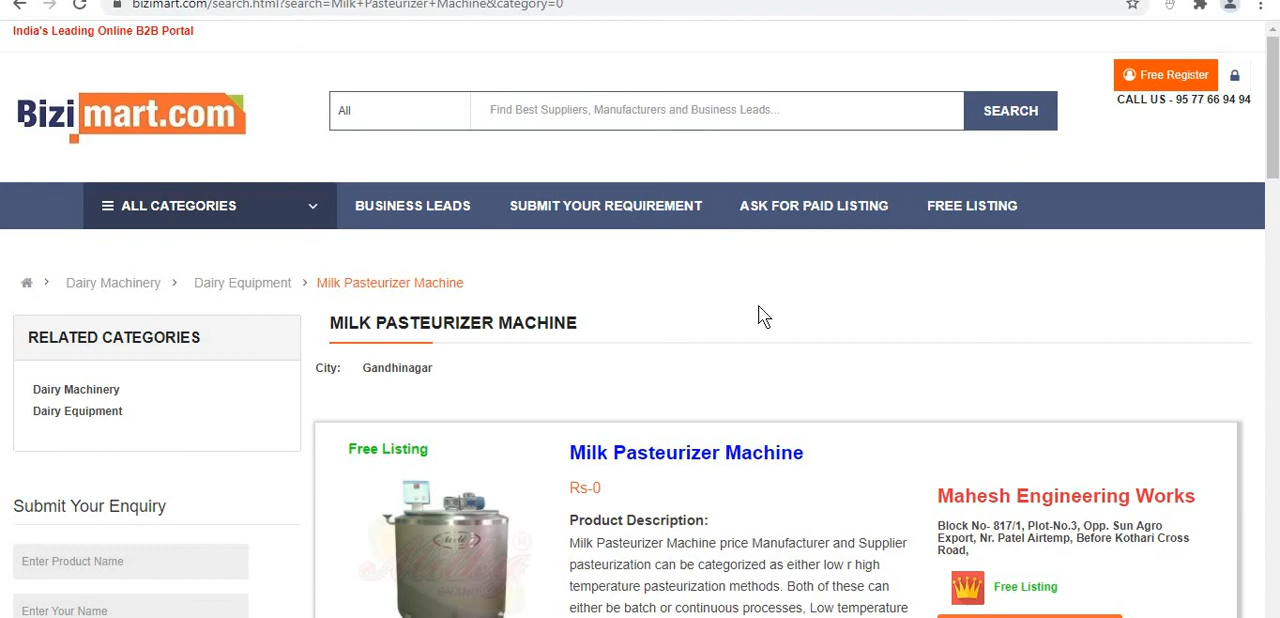 bizimart.com/search.html?search=Milk+Pasteurizer+Machine&category=0
India's Leading Online B2B Portal
Free Register
Bizimart.com
All
Find Best Suppliers, Manufacturers and Business Leads...
SEARCH
CALL US - 95 77 66 94 94
ALL CATEGORIES
BUSINESS LEADS
SUBMIT YOUR REQUIREMENT
ASK FOR PAID LISTING
FREE LISTING
Dairy Machinery
Dairy Equipment
Milk Pasteurizer Machine
RELATED CATEGORIES
Dairy Machinery
Dairy Equipment
Submit Your Enquiry
Enter Product Name
Enter Your Name
MILK PASTEURIZER MACHINE
City: Gandhinagar
Free Listing
Milk Pasteurizer Machine
Rs-0
Product Description:
Milk Pasteurizer Machine price Manufacturer and Supplier
pasteurization can be categorized as either low r high
temperature pasteurization methods. Both of these can
either be batch or continuous processes, Low temperature
Mahesh Engineering Works
Block No- 817/1, Plot-No.3, Opp. Sun Agro
Export, Nr. Patel Airtemp, Before Kothari Cross
Road,
Free Listing